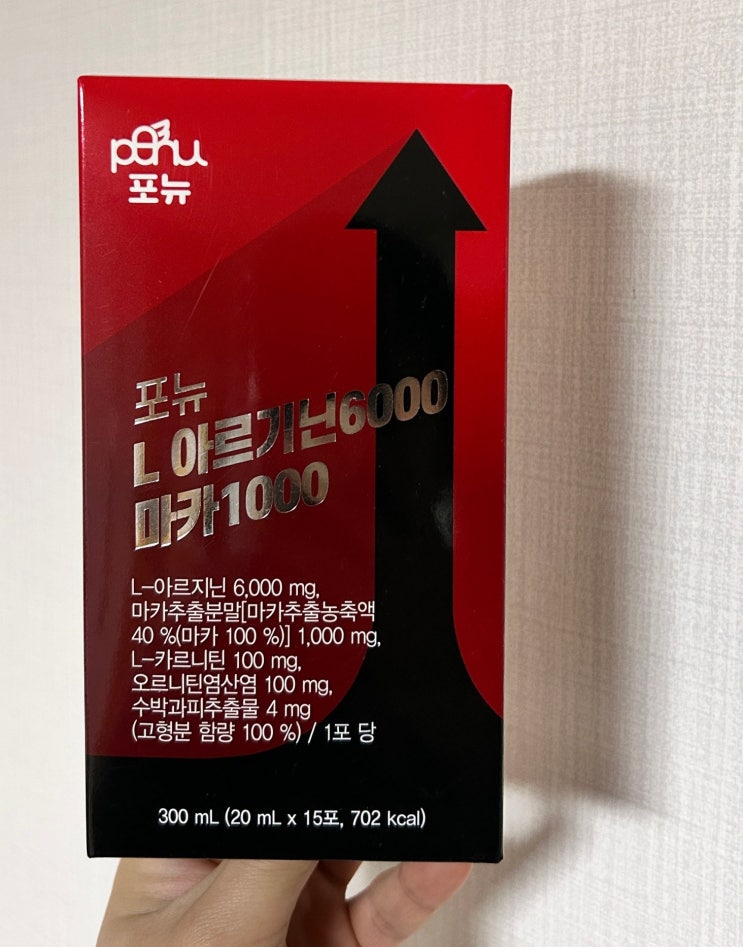 ponu
포뉴
포뉴
L 아르기닌6000
마카1000
L-아르지닌 6,000 mg,
마카추출분말[마카추출농축액
40 %(마카 100 %)] 1,000 mg,
L-카르니틴 100 mg,
오르니틴염산염 100 mg,
수박과피추출물 4 mg
(고형분 함량 100 %) / 1포 당
300 mL (20 mL x 15포, 702 kcal)